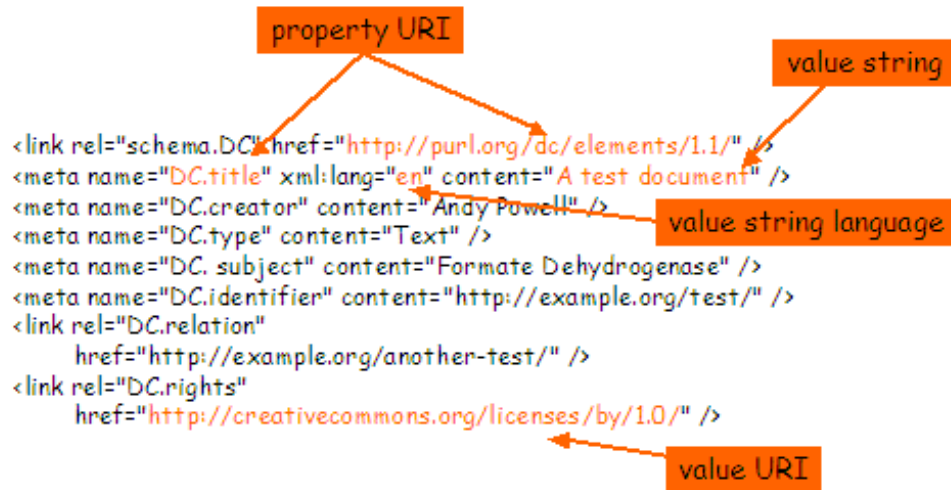 property URI
value string
<link rel="schema.DC" href="http://purl.org/dc/elements/1.1/" />
<meta name="DC.title" xml:lang="en" content="A test document" />
<meta name="DC.creator" content="Andy Powell" />
value string language
<meta name="DC.type" content="Text" />
<meta name="DC. subject" content="Formate Dehydrogenase" />
<meta name="DC.identifier" content="http://example.org/test/" />
<link rel="DC.relation"
href="http://example.org/another-test/" />
<link rel="DC.rights"
href="http://creativecommons.org/licenses/by/1.0/" />
value URI